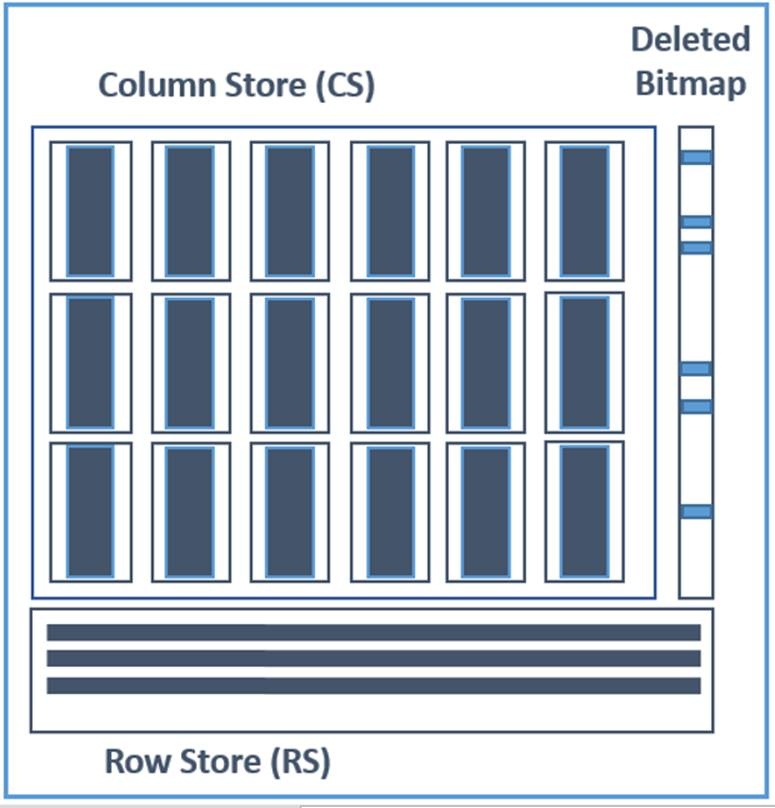 Deleted
Bitmap
Column Store (CS)
Row Store (RS)